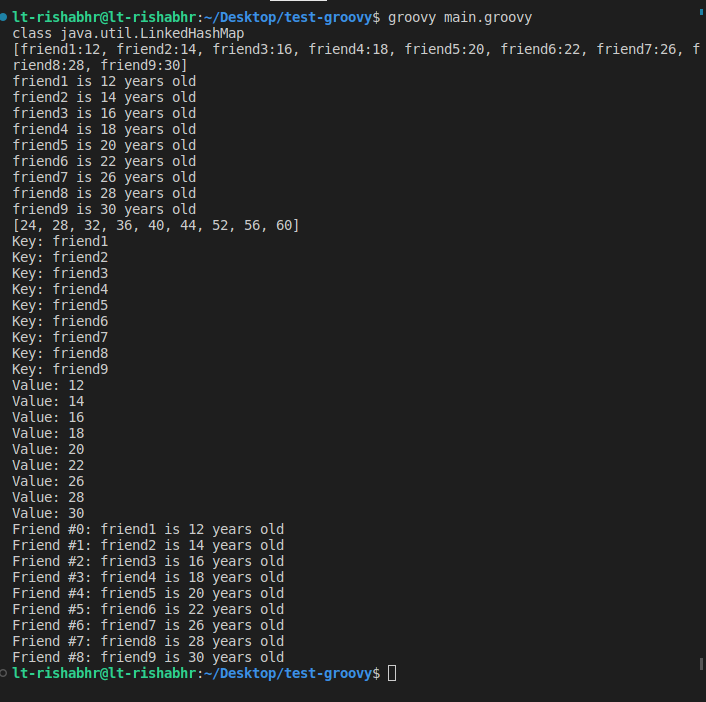 lt-rishabhr@lt-rishabhr:~/Desktop/test-groovy$ groovy main.groovy
class java.util.LinkedHashMap
[friend1:12, friend2:14, friend3:16, friend4:18, friend5:20, friend6:22, friend7:26, f
riend8:28, friend9:30]
friend1 is 12 years old
friend2 is 14 years old
friend3 is 16 years old
friend4 is 18 years old
friend5 is 20 years old
friend6 is 22 years old
friend7 is 26 years old
friend8 is 28 years old
friend9 is 30 years old
[24, 28, 32, 36, 40, 44, 52, 56, 60]
Key: friend1
Key: friend2
Key: friend3
Key: friend4
Key: friend5
Key: friend6
Key: friend7
Key: friend8
Key: friend9
Value: 12
Value: 14
Value: 16
Value: 18
Value: 20
Value: 22
Value: 26
Value: 28
Value: 30
Friend #0: friend1 is 12 years old
Friend #1: friend2 is 14 years old
Friend #2: friend3 is 16 years old
Friend #3: friend4 is 18 years old
Friend #4: friend5 is 20 years old
Friend #5: friend6 is 22 years old
Friend #6: friend7 is 26 years old
Friend #7: friend8 is 28 years old
Friend #8: friend9 is 30 years old
lt-rishabhr@lt-rishabhr:~/Desktop/test-groovy$